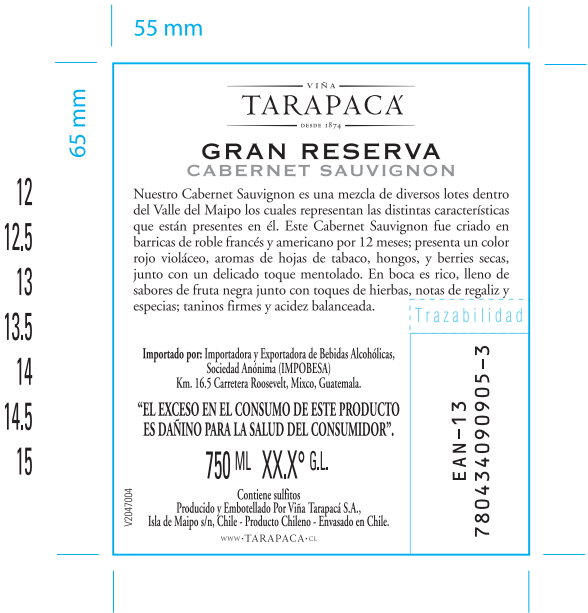 55 mm
65 mm
12
12.5
13
13.5
14
14.5
15
VIÑA
TARAPACÁ
DESDE 1874
GRAN RESERVA
CABERNET SAUVIGNON
Nuestro Cabernet Sauvignon es una mezcla de diversos lotes dentro
del Valle del Maipo los cuales representan las distintas características
que están presentes en él. Este Cabernet Sauvignon fue criado en
barricas de roble francés y americano por 12 meses; presenta un color
rojo violáceo, aromas de hojas de tabaco, hongos, y berries secas,
junto con un delicado toque mentolado. En boca es rico, lleno de
sabores de fruta negra junto con toques de hierbas, notas de regaliz y
especias; taninos firmes y acidez balanceada.
Trazabilidad
Importado por: Importadora y Exportadora de Bebidas Alcohólicas,
Sociedad Anónima (IMPOBESA)
Km. 16.5 Carretera Roosevelt, Mixco, Guatemala.
“EL EXCESO EN EL CONSUMO DE ESTE PRODUCTO
ES DAÑINO PARA LA SALUD DEL CONSUMIDOR”.
750 ML XX.X° G.L.
Contiene sulfitos
Producido y Embotellado Por Viña Tarapacá S.A.,
Isla de Maipo s/n, Chile - Producto Chileno - Envasado en Chile.
WWW•TARAPACA•CL
V2047004
EAN-13
780434090905-3